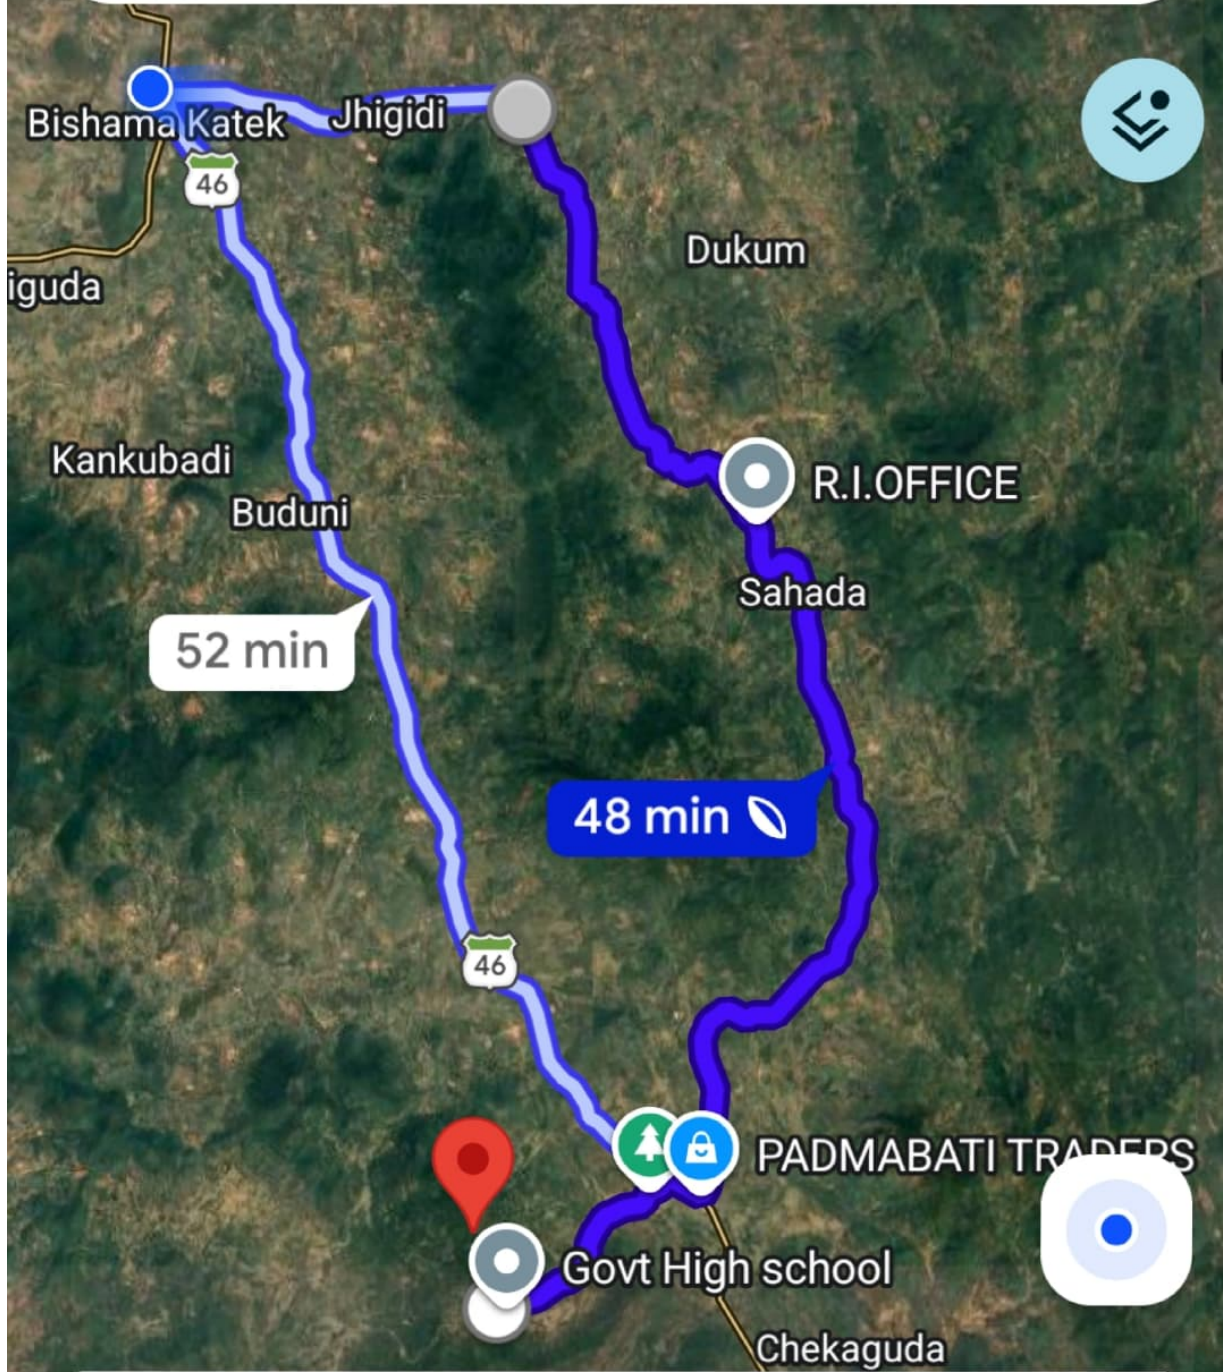 Bishama Katek
Jhigidi
46
Dukum
iguda
Kankubadi
R.I.OFFICE
Buduni
Sahada
52 min
48 min
46
PADMABATI TRADERS
Govt High school
Chekaguda